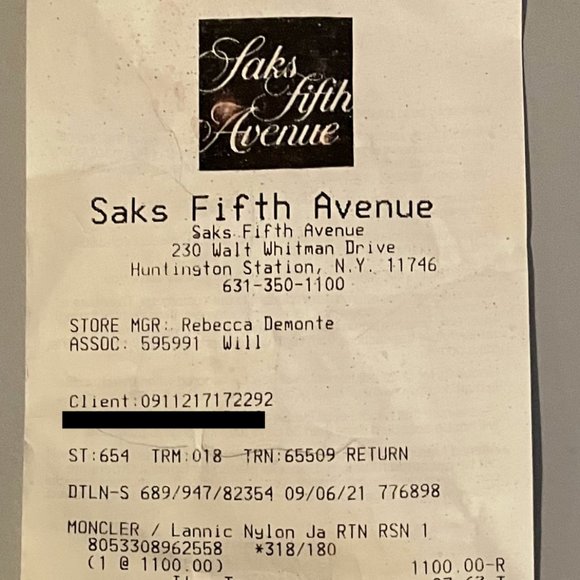 Saks
Fifth
Avenue
Saks Fifth Avenue
Saks Fifth Avenue
230 Walt Whitman Drive
Huntington Station, N.Y. 11746
631-350-1100
STORE MGR: Rebecca Demonte
ASSOC: 595991 Will
Client:0911217172292
ST:654 TRM:018 TRN:65509 RETURN
DTLN-S 689/947/82354 09/06/21 776898
MONCLER / Lannic Nylon Ja RTN RSN 1
8053308962558 *318/180
(1 @ 1100.00) 1100.00-R